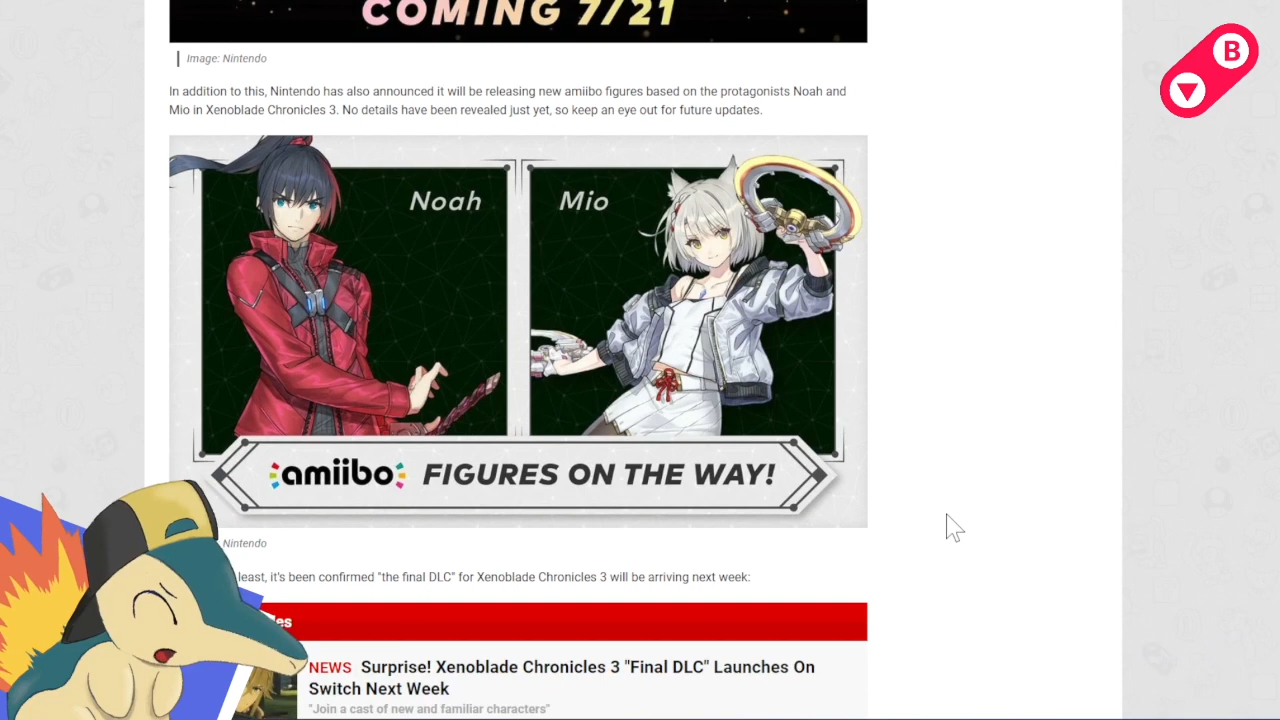 COMING 7/21
B
Image: Nintendo
In addition to this, Nintendo has also announced it will be releasing new amiibo figures based on the protagonists Noah and
Mio in Xenoblade Chronicles 3. No details have been revealed just yet, so keep an eye out for future updates.
Noah
Mio
amiibo FIGURES ON THE WAY!
Nintendo
least, it's been confirmed "the final DLC" for Xenoblade Chronicles 3 will be arriving next week:
NEWS Surprise! Xenoblade Chronicles 3 "Final DLC" Launches On
Switch Next Week
"Join a cast of new and familiar characters"